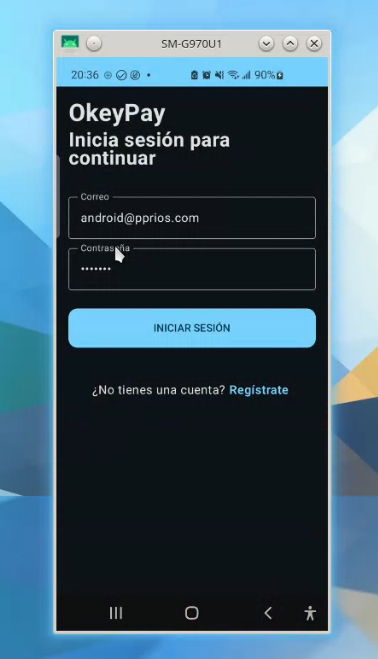 SM-G970U1
20:36
90%
OkeyPay
Inicia sesión para
continuar
Correo
android@pprios.com
Contraseña
•••••••
INICIAR SESIÓN
¿No tienes una cuenta? Regístrate